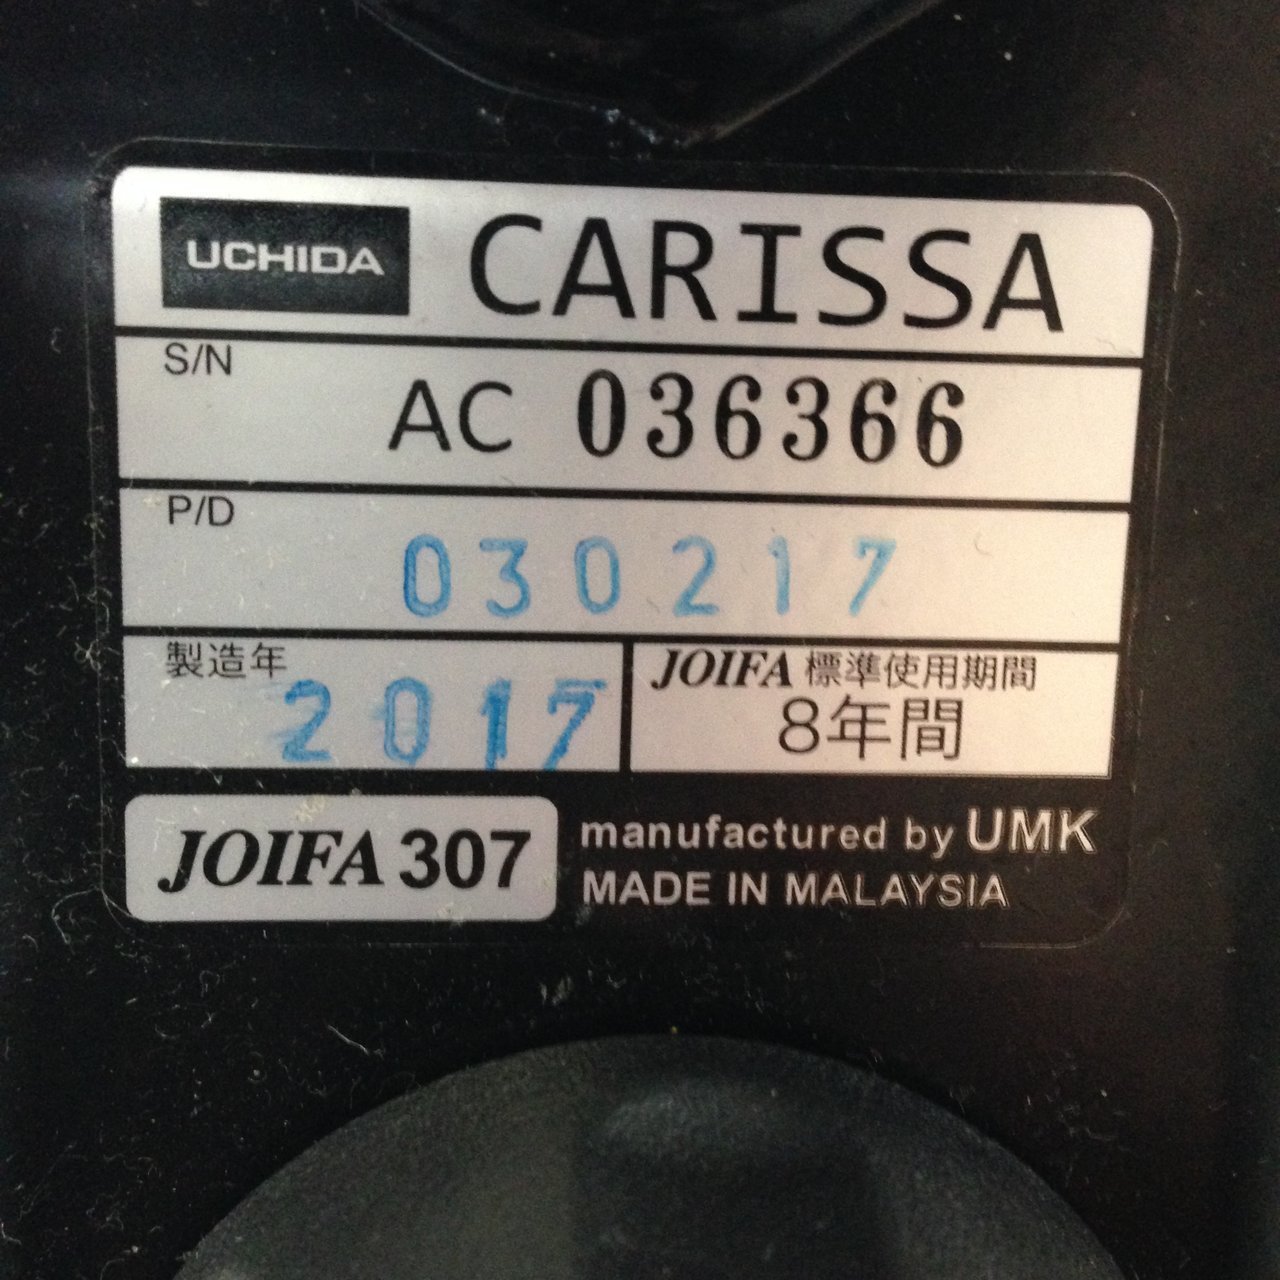 UCHIDA CARISSA
S/N
AC 036366
P/D
030217
製造年
2017
JOIFA 標準使用期間
8年間
JOIFA 307
manufactured by UMK
MADE IN MALAYSIA